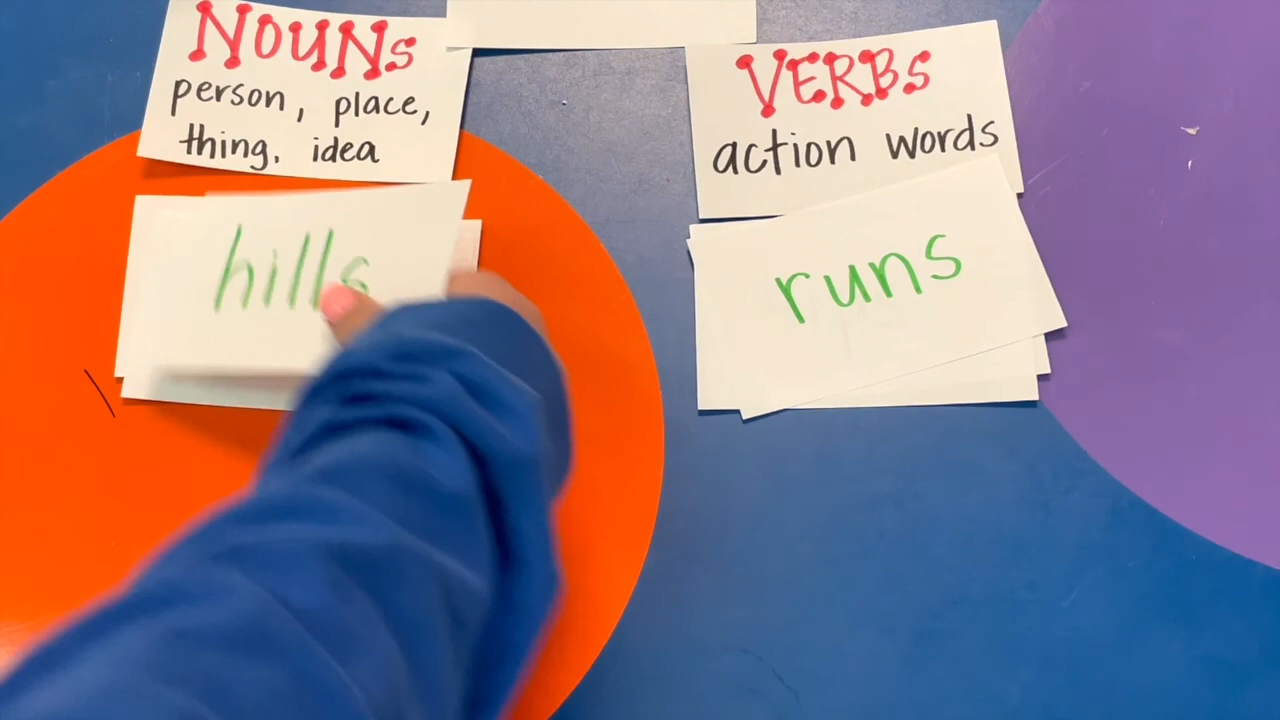 NOUNs
person, place,
thing, idea
VERBs
action words
hills
runs